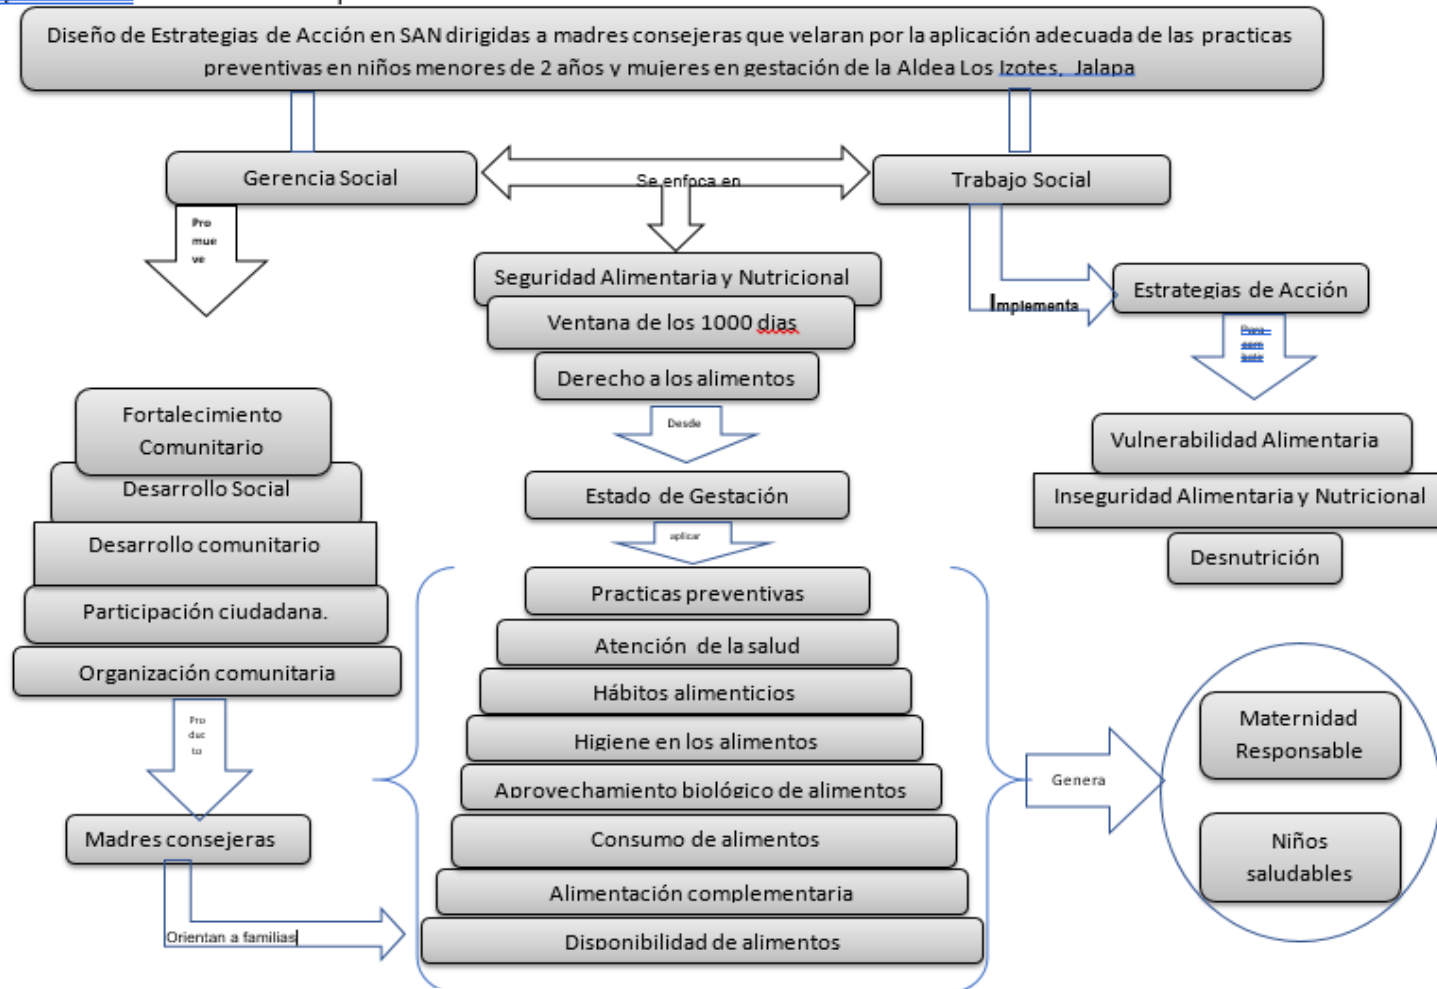 Diseño de Estrategias de Acción en SAN dirigidas a madres consejeras que velaran por la aplicación adecuada de las practicas
preventivas en niños menores de 2 años y mujeres en gestación de la Aldea Los Izotes, Jalapa
Gerencia Social
Se enfoca en
Trabajo Social
Pro
mue
ve
Seguridad Alimentaria y Nutricional
Ventana de los 1000 dias
Derecho a los alimentos
Implementa
Estrategias de Acción
Desde
Fortalecimiento
Comunitario
Desarrollo Social
Desarrollo comunitario
Participación ciudadana.
Organización comunitaria
Vulnerabilidad Alimentaria
Inseguridad Alimentaria y Nutricional
Desnutrición
Estado de Gestación
aplicar
Practicas preventivas
Atención de la salud
Hábitos alimenticios
Higiene en los alimentos
Aprovechamiento biológico de alimentos
Consumo de alimentos
Alimentación complementaria
Disponibilidad de alimentos
Pro
duc
to
Madres consejeras
Orientan a familias
Genera
Maternidad
Responsable
Niños
saludables